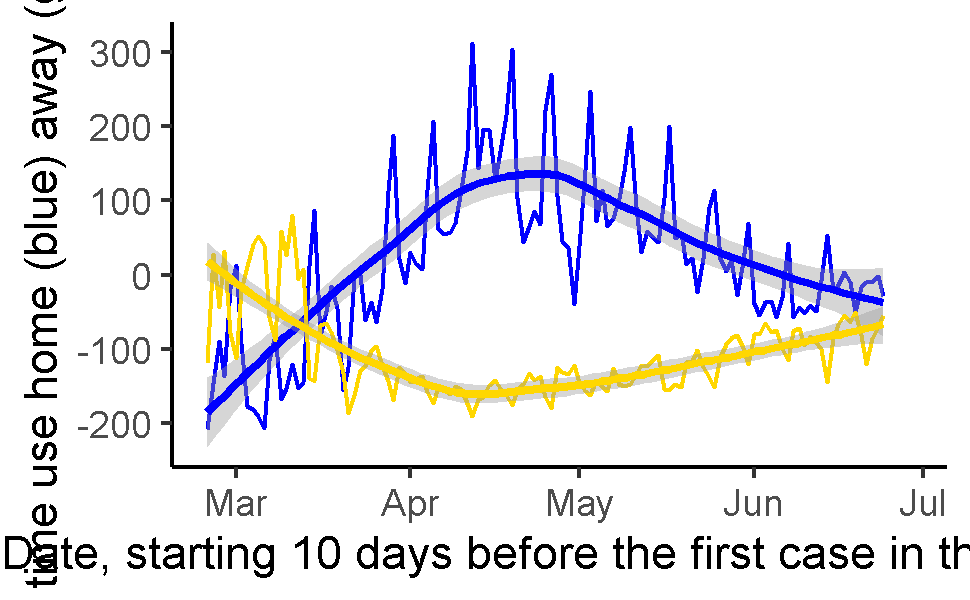 time use home (blue) away (
300
200
100
0
-100
-200
Mar Apr May Jun Jul
Date, starting 10 days before the first case in th